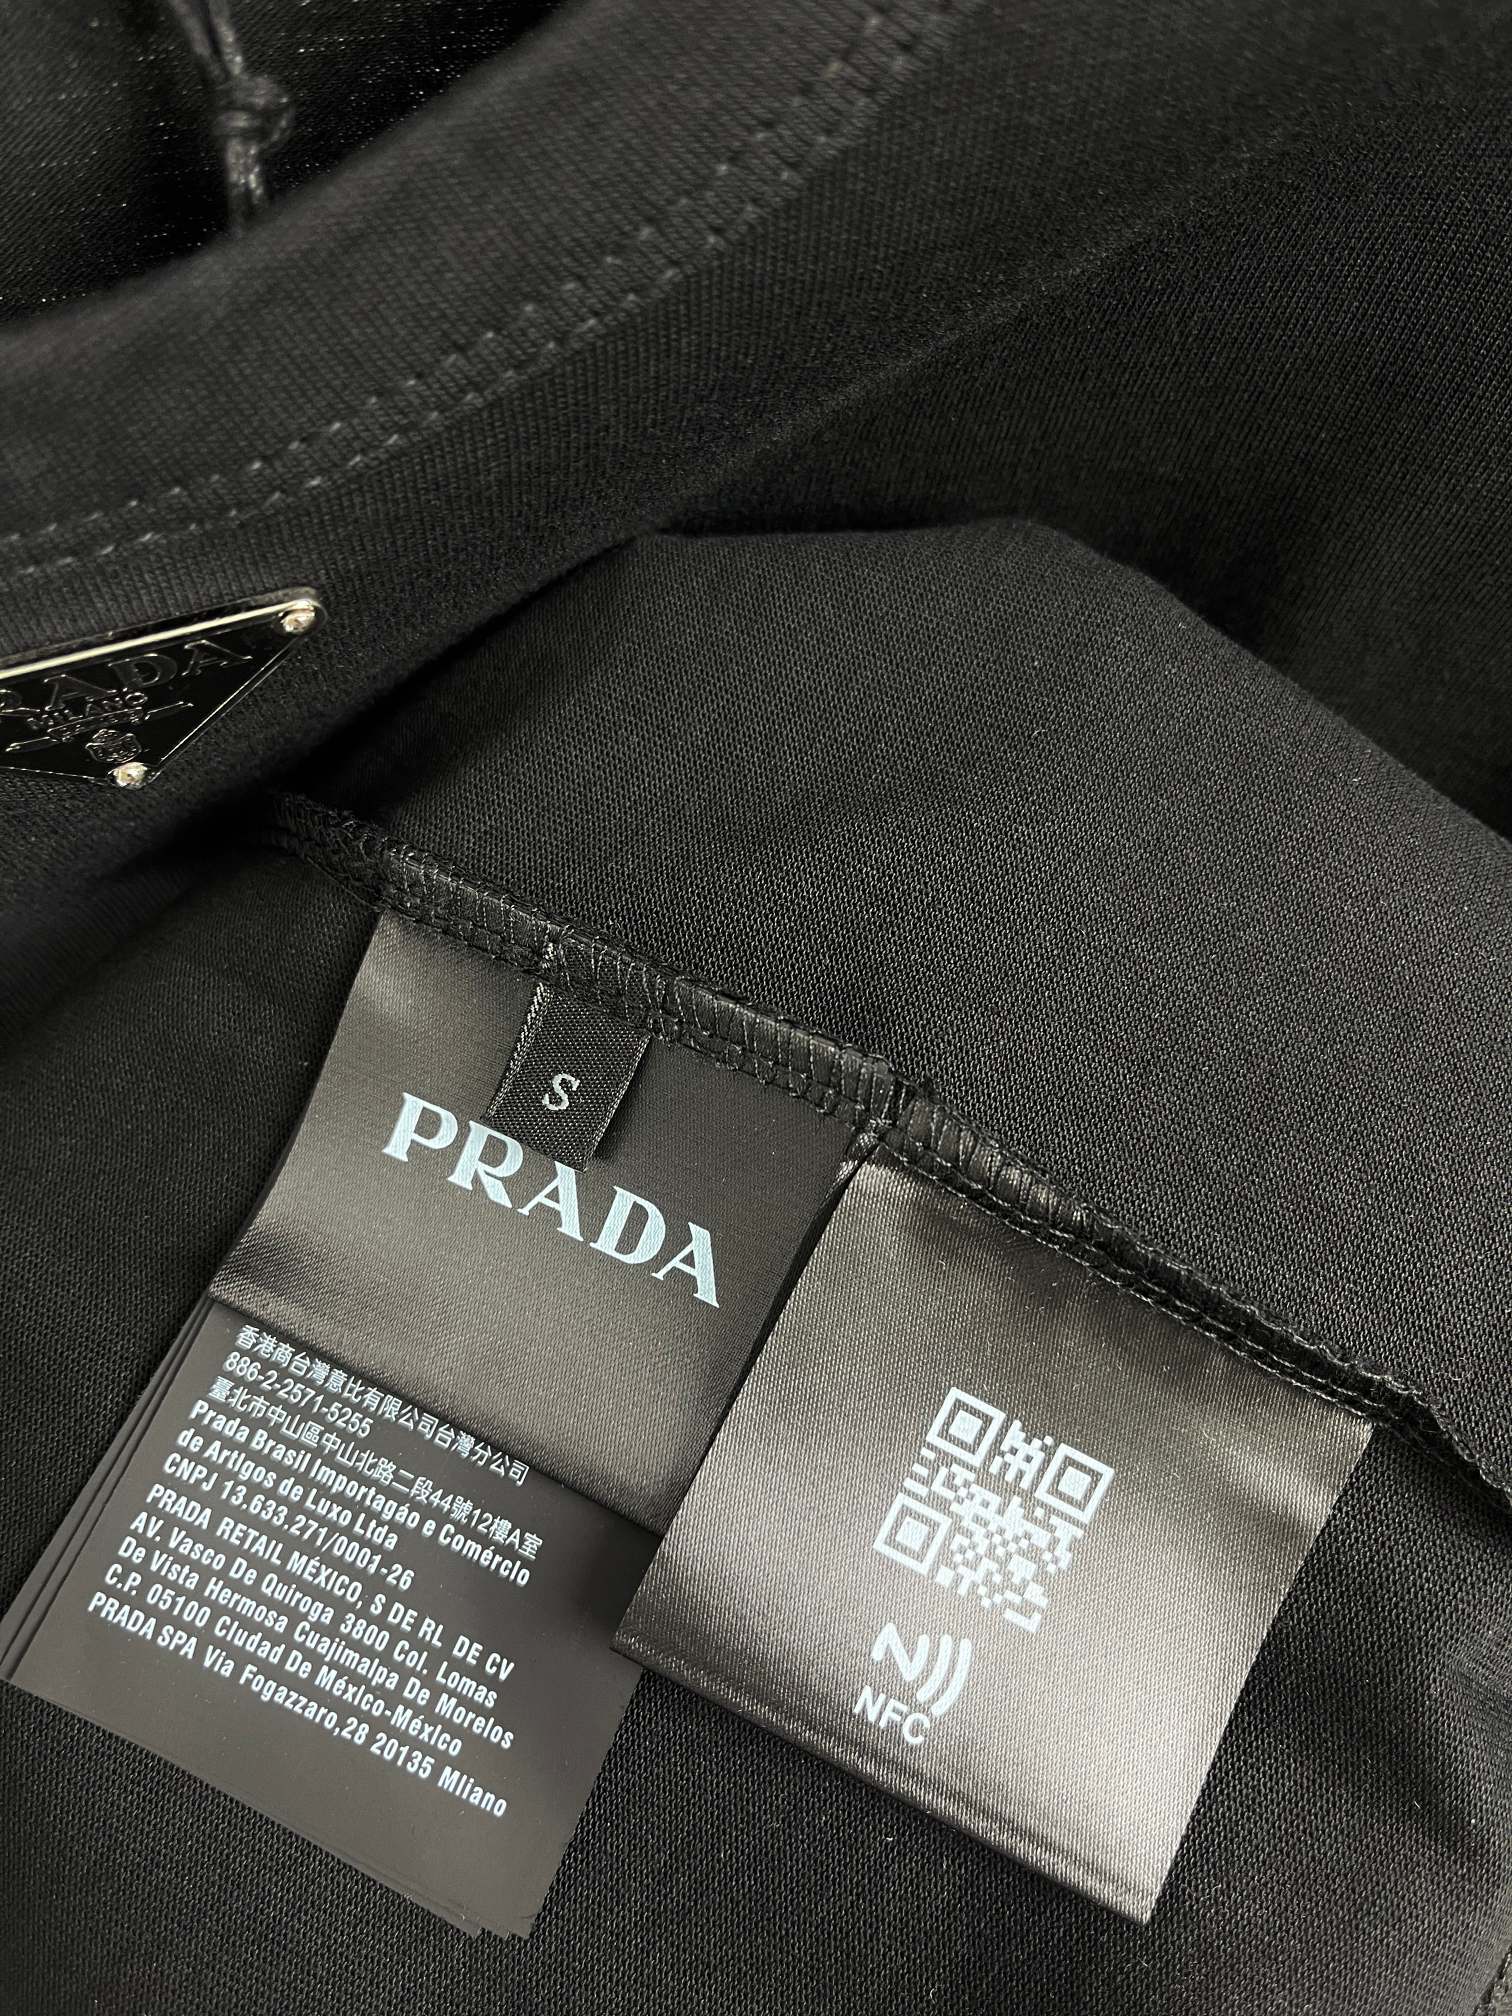 PRADA
MILANO
S
PRADA
香港商台灣意比有限公司台灣分公司
886-2-2571-5255
臺北市中山區中山北路二段44號12樓A室
Prada Brasil Importagáo e Comércio
de Artigos de Luxo Ltda
CNPJ 13.633.271/0001-26
PRADA RETAIL MÉXICO, S DE RL DE CV
AV. Vasco De Quiroga 3800 Col. Lomas
De Vista Hermosa Cuajimalpa De Morelos
C.P. 05100 Ciudad De México-México
PRADA SPA Via Fogazzaro,28 20135 Mliano
NFC